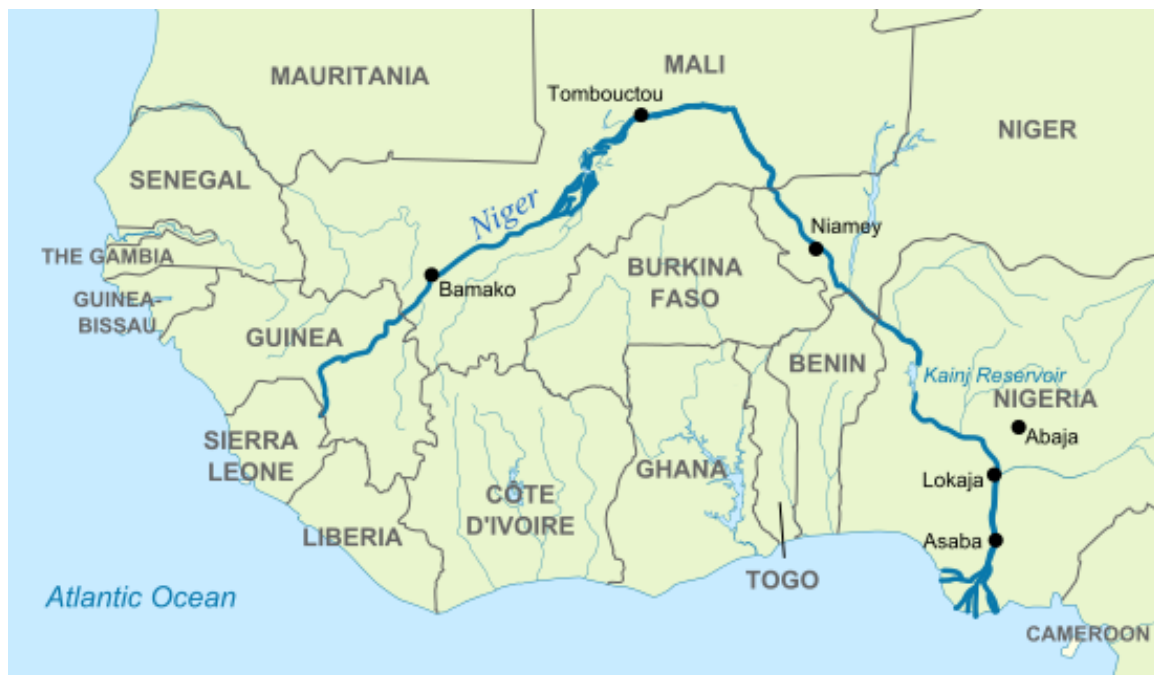 MAURITANIA
MALI
Tombouctou
NIGER
SENEGAL
Niger
Niamey
THE GAMBIA
BURKINA
FASO
GUINEA-
BISSAU
Bamako
GUINEA
BENIN
Kainj Reservoir
NIGERIA
Abaja
SIERRA
LEONE
GHANA
Lokaja
CÔTE
D'IVOIRE
LIBERIA
Asaba
TOGO
Atlantic Ocean
CAMEROON